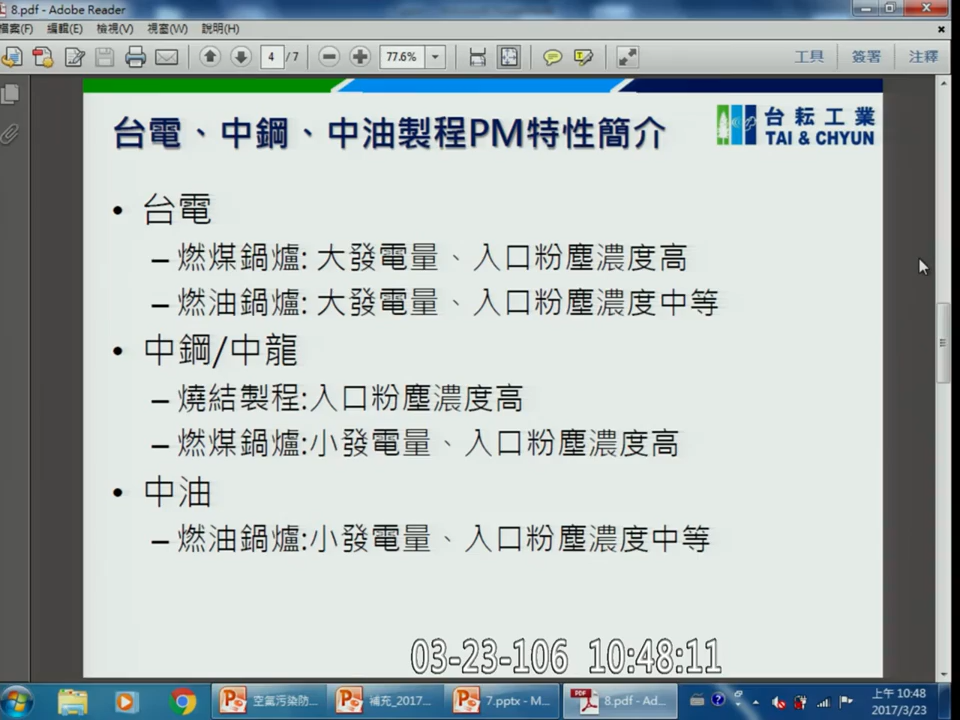 8.pdf - Adobe Reader
檔案(F) 編輯(E) 檢視(V) 視窗(W) 說明(H)
4 / 7 77.6% 工具 簽署 注釋
台電、中鋼、中油製程PM特性簡介
台耘工業
TAI & CHYUN
• 台電
– 燃煤鍋爐: 大發電量、入口粉塵濃度高
– 燃油鍋爐: 大發電量、入口粉塵濃度中等
• 中鋼/中龍
– 燒結製程:入口粉塵濃度高
– 燃煤鍋爐:小發電量、入口粉塵濃度高
• 中油
– 燃油鍋爐:小發電量、入口粉塵濃度中等
03-23-106 10:48:11
空氣污染防... 補充_2017... 7.pptx - M... 8.pdf - Ad...
上午 10:48
2017/3/23